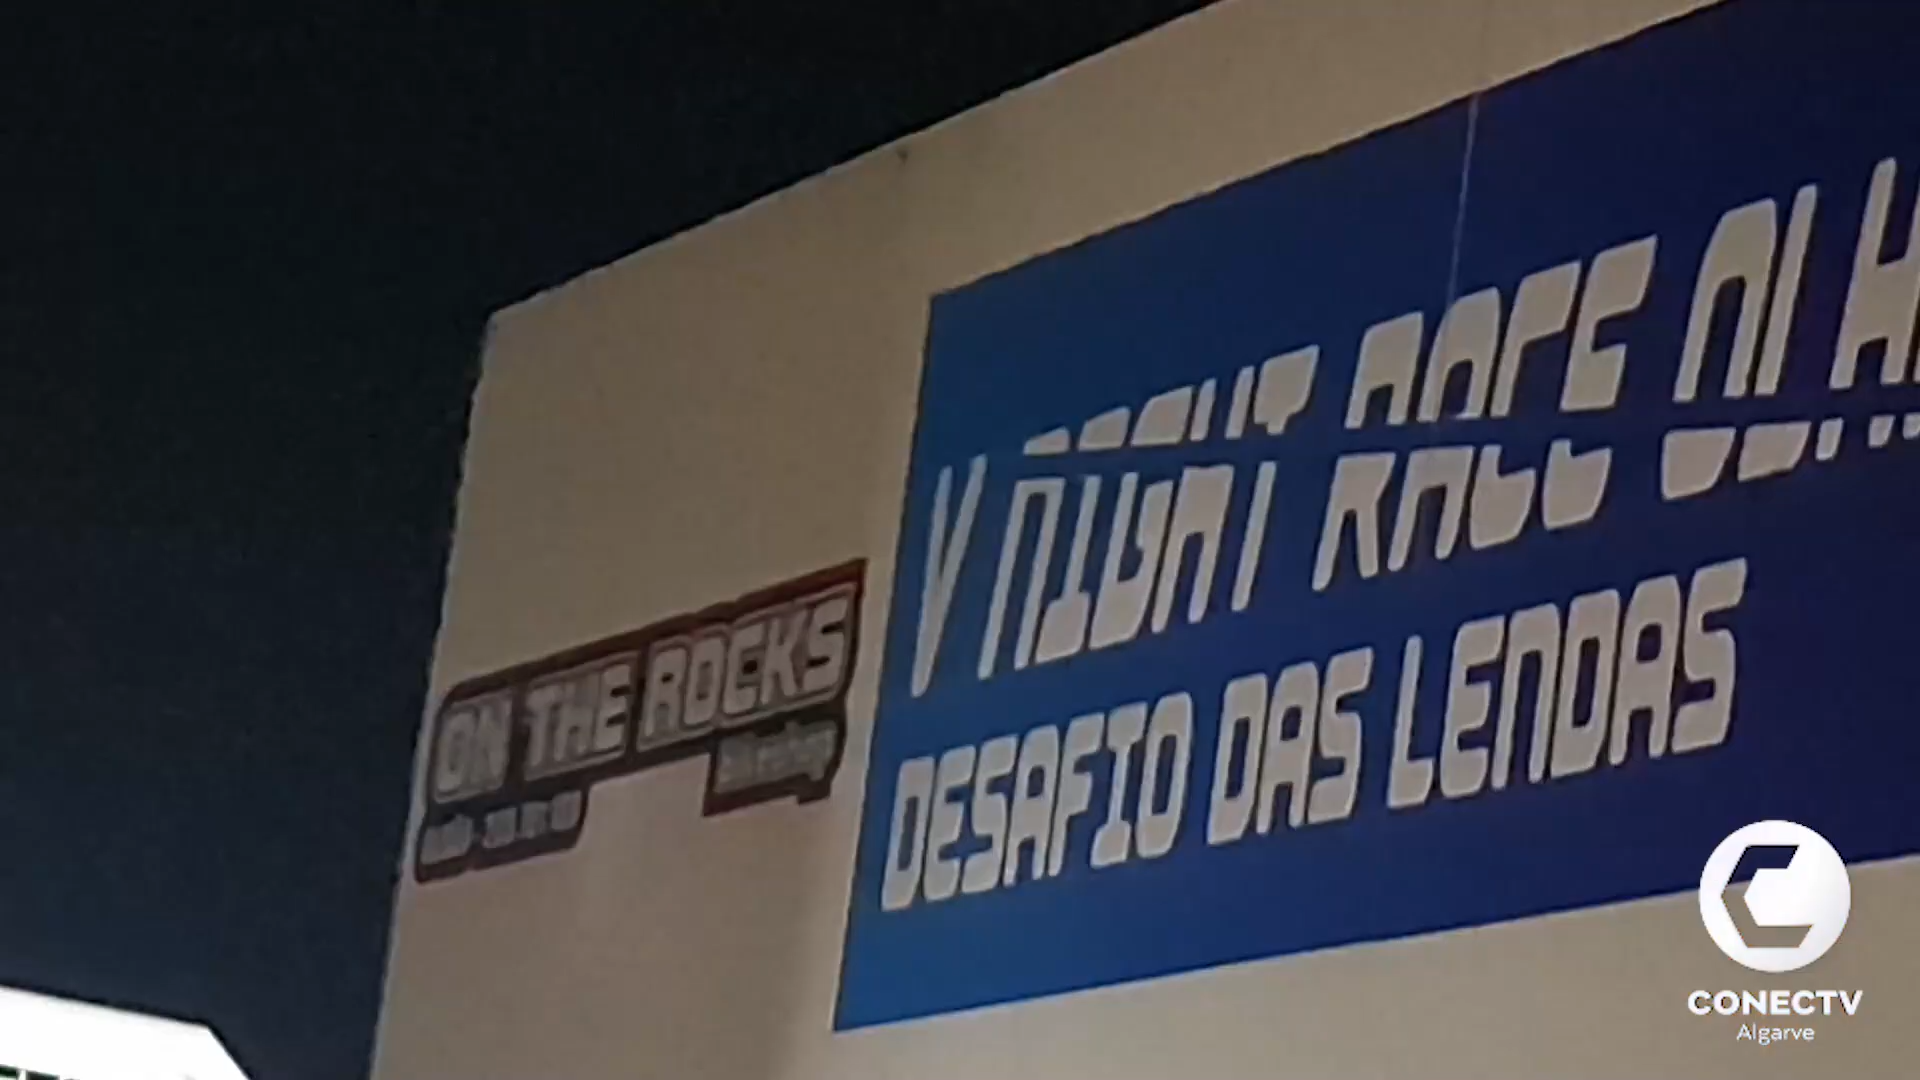 V NIGHT RACE
DESAFIO DAS LENDAS
ON THE ROCKS
CONECTV
Algarve